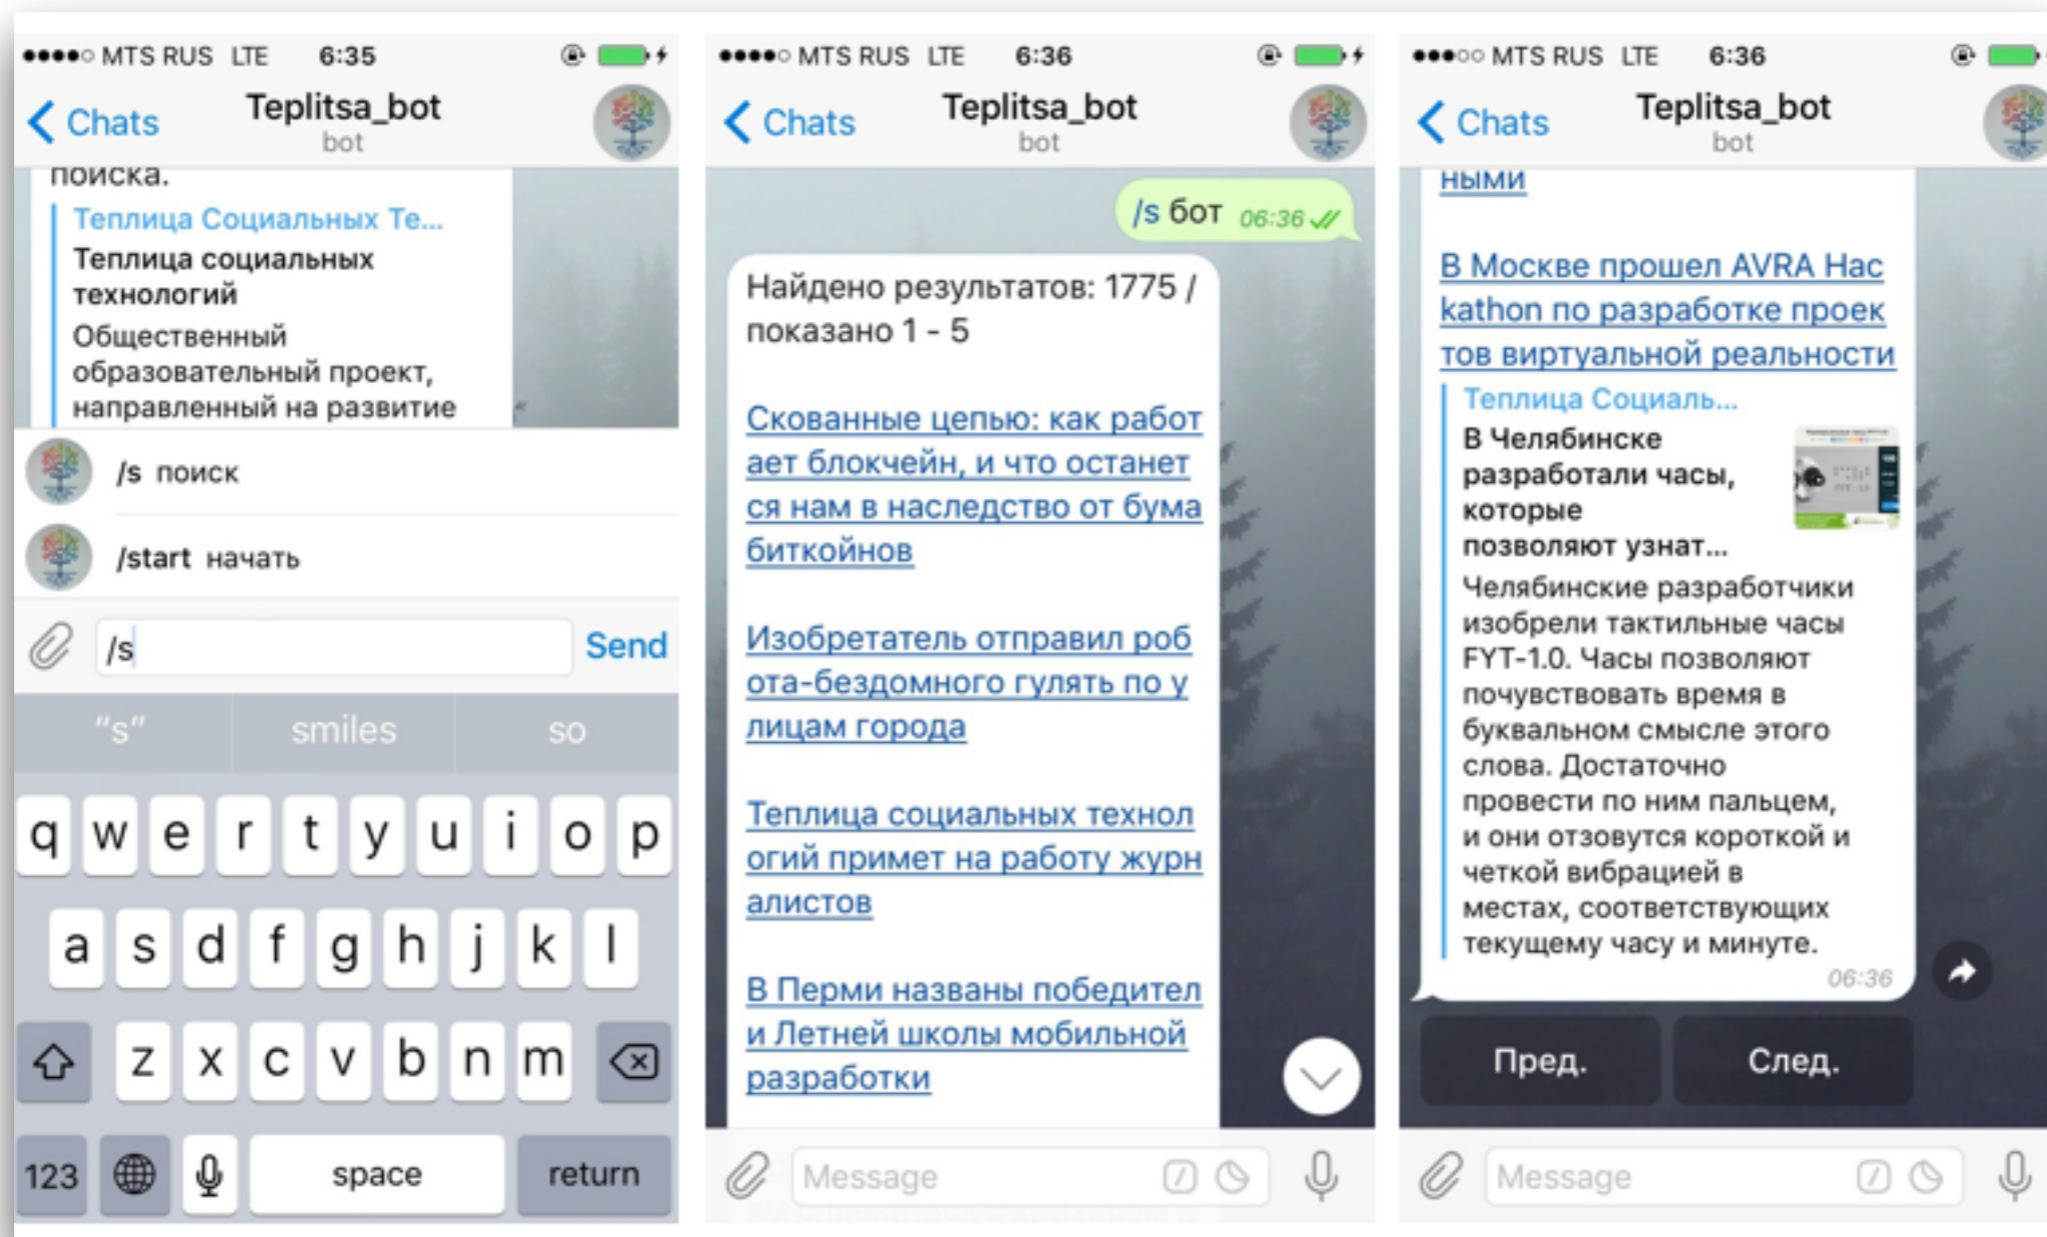 MTS RUS LTE 6:35
Chats
Teplitsa_bot
bot
поиска.
Теплица Социальных Те...
Теплица социальных
технологий
Общественный
образовательный проект,
направленный на развитие
/s поиск
/start начать
/s
Send
"s" smiles so
q w e r t y u i o p
a s d f g h j k l
z x c v b n m
123 space return
MTS RUS LTE 6:36
Chats
Teplitsa_bot
bot
/s бот 06:36
Найдено результатов: 1775 /
показано 1 - 5
Скованные цепью: как работ
ает блокчейн, и что останет
ся нам в наследство от бума
биткойнов
Изобретатель отправил роб
ота-бездомного гулять по у
лицам города
Теплица социальных технол
огий примет на работу журн
алистов
В Перми названы победител
и Летней школы мобильной
разработки
Message
MTS RUS LTE 6:36
Chats
Teplitsa_bot
bot
ными
В Москве прошел AVRA Hac
kathon по разработке проек
тов виртуальной реальности
Теплица Социаль...
В Челябинске
разработали часы,
которые
позволяют узнат...
Челябинские разработчики
изобрели тактильные часы
FYT-1.0. Часы позволяют
почувствовать время в
буквальном смысле этого
слова. Достаточно
провести по ним пальцем,
и они отзовутся короткой и
четкой вибрацией в
местах, соответствующих
текущему часу и минуте.
06:36
Пред. След.
Message